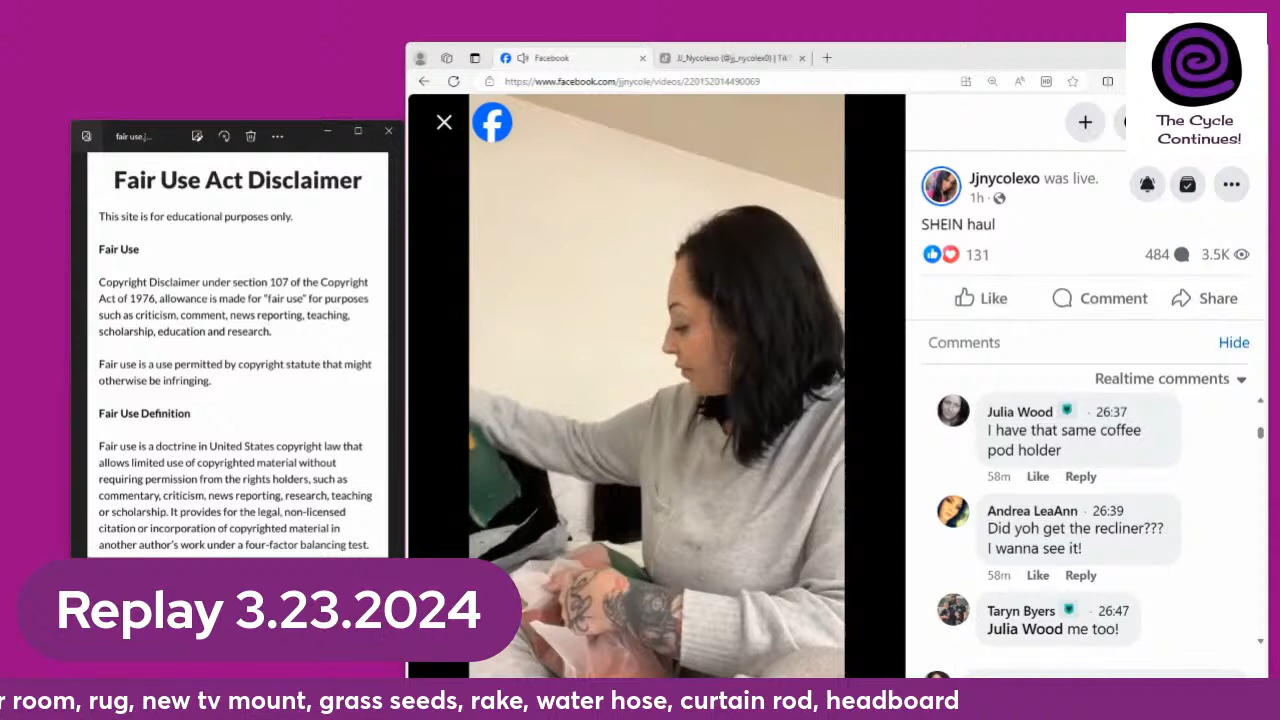 fair use.j...
Fair Use Act Disclaimer
This site is for educational purposes only.
Fair Use
Copyright Disclaimer under section 107 of the Copyright
Act of 1976, allowance is made for "fair use" for purposes
such as criticism, comment, news reporting, teaching,
scholarship, education and research.
Fair use is a use permitted by copyright statute that might
otherwise be infringing.
Fair Use Definition
Fair use is a doctrine in United States copyright law that
allows limited use of copyrighted material without
requiring permission from the rights holders, such as
commentary, criticism, news reporting, research, teaching
or scholarship. It provides for the legal, non-licensed
citation or incorporation of copyrighted material in
another author's work under a four-factor balancing test.
Facebook
JJ_Nycolexo (@jj_nycolex0) | Tik
https://www.facebook.com/jjnycole/videos/220152014490069
The Cycle
Continues!
Jjnycolexo was live.
1h
SHEIN haul
131
484
3.5K
Like
Comment
Share
Comments
Hide
Realtime comments
Julia Wood · 26:37
I have that same coffee
pod holder
58m Like Reply
Andrea LeaAnn · 26:39
Did yoh get the recliner???
I wanna see it!
58m Like Reply
Taryn Byers · 26:47
Julia Wood me too!
Replay 3.23.2024
r room, rug, new tv mount, grass seeds, rake, water hose, curtain rod, headboard